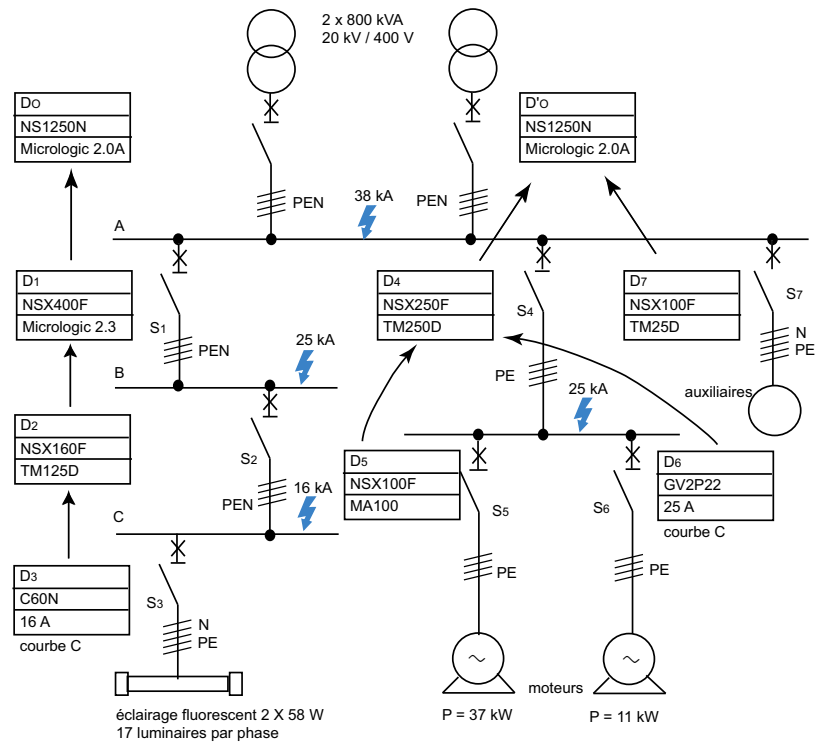 2 x 800 kVA
20 kV / 400 V
DO
NS1250N
Micrologic 2.0A
D'O
NS1250N
Micrologic 2.0A
PEN
38 kA
PEN
A
D1
NSX400F
Micrologic 2.3
S1
PEN
D4
NSX250F
TM250D
S4
PE
D7
NSX100F
TM25D
S7
N
PE
auxiliaires
25 kA
B
25 kA
D2
NSX160F
TM125D
S2
PEN
16 kA
C
D5
NSX100F
MA100
S5
PE
S6
PE
D6
GV2P22
25 A
courbe C
D3
C60N
16 A
courbe C
S3
N
PE
éclairage fluorescent 2 X 58 W
17 luminaires par phase
~
moteurs
~
P = 37 kW
P = 11 kW